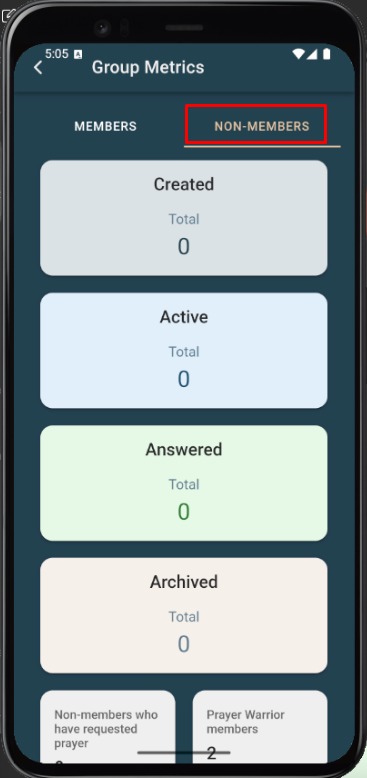 5:05
Group Metrics
MEMBERS
NON-MEMBERS
Created
Total
0
Active
Total
0
Answered
Total
0
Archived
Total
0
Non-members who
have requested
prayer
Prayer Warrior
members
2